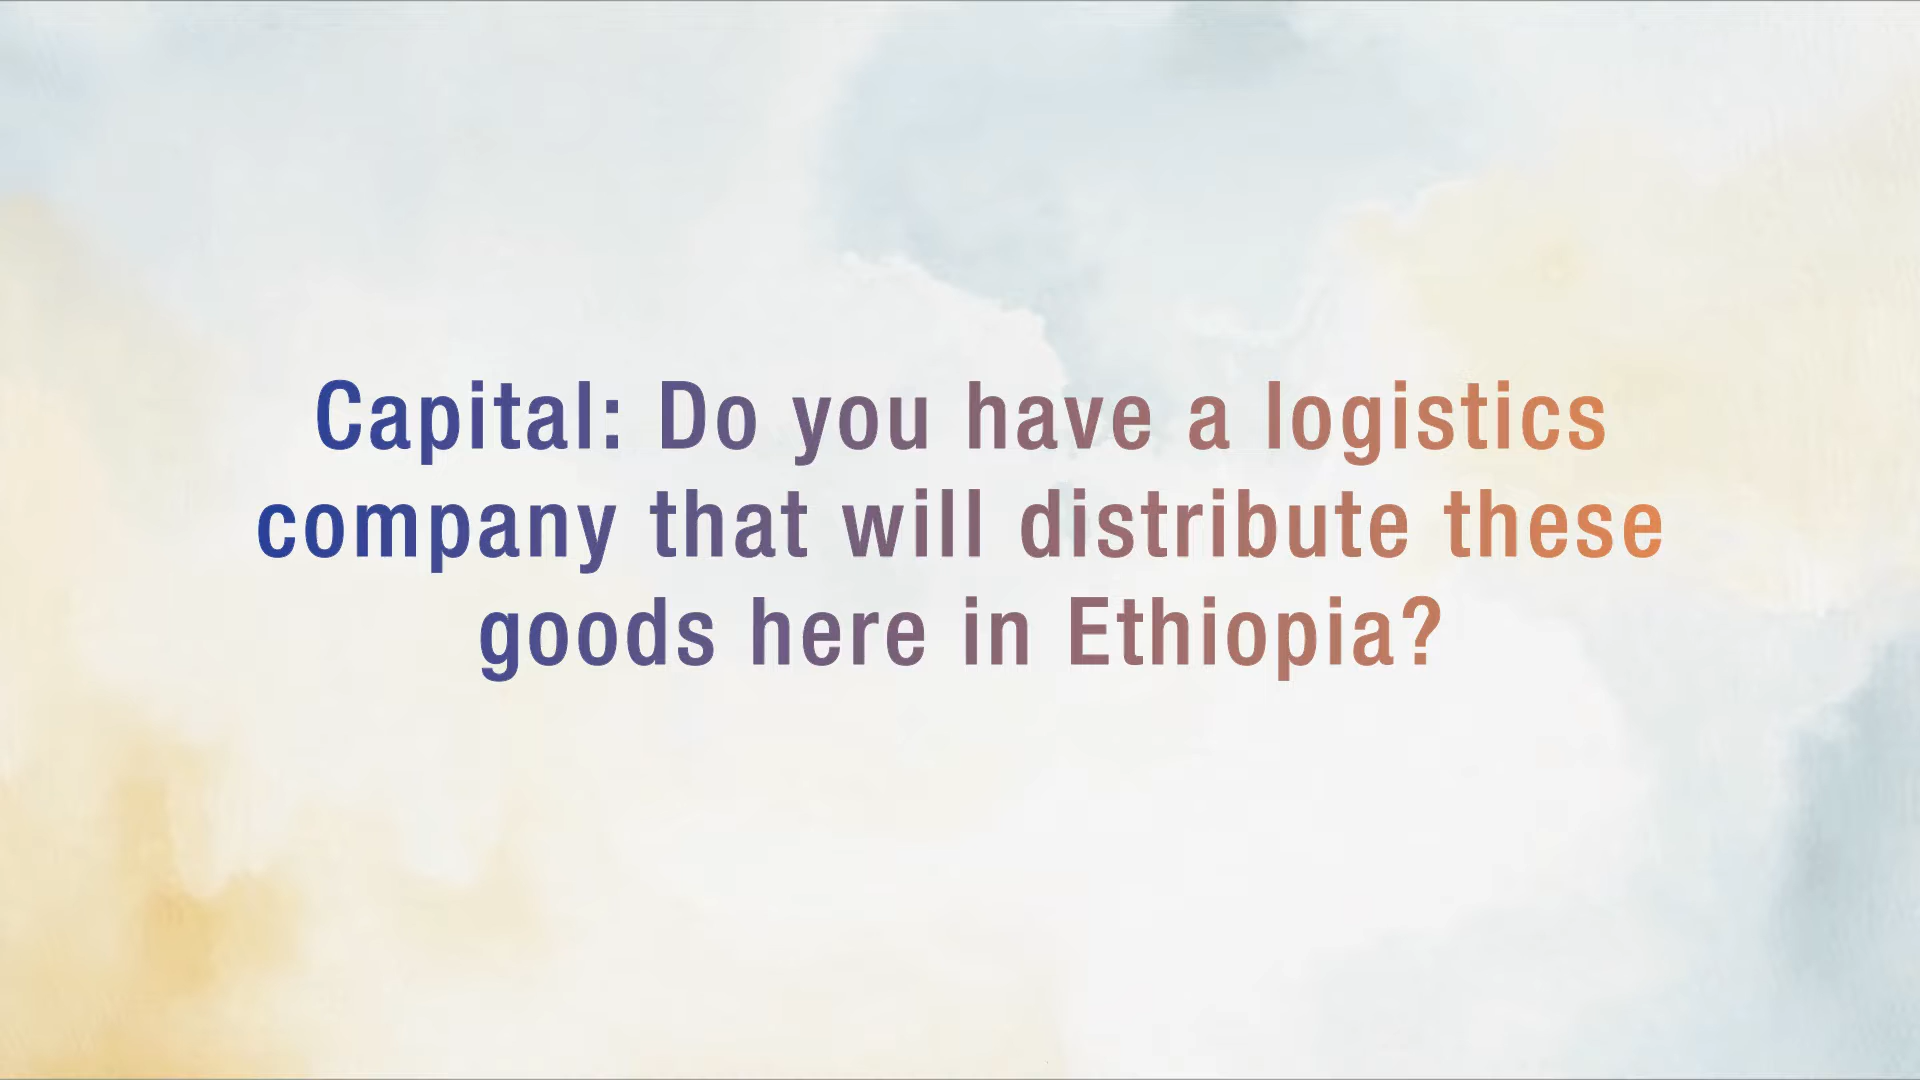 Capital: Do you have a logistics
company that will distribute these
goods here in Ethiopia?